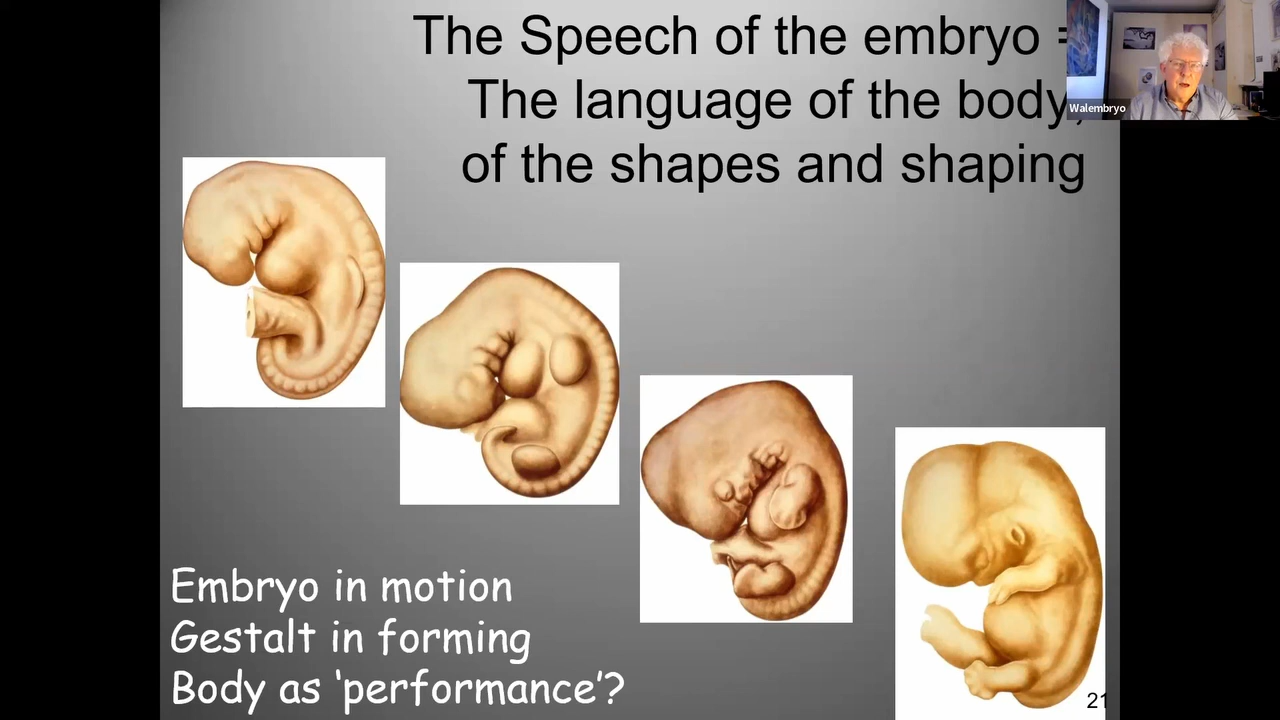 The Speech of the embryo =
The language of the body,
of the shapes and shaping
Walembryo
Embryo in motion
Gestalt in forming
Body as ‘performance’?
21